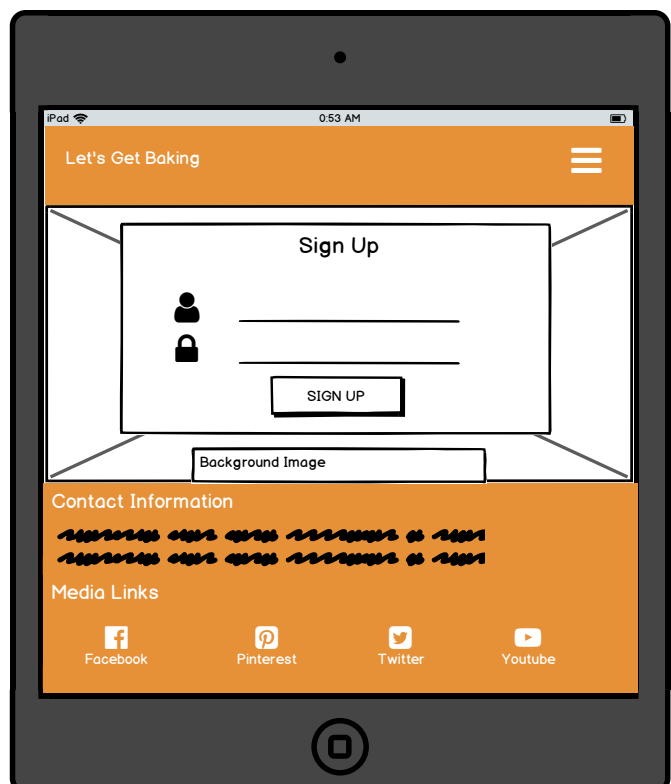 iPad 0:53 AM
Let's Get Baking
Sign Up
SIGN UP
Background Image
Contact Information
Media Links
Facebook Pinterest Twitter Youtube